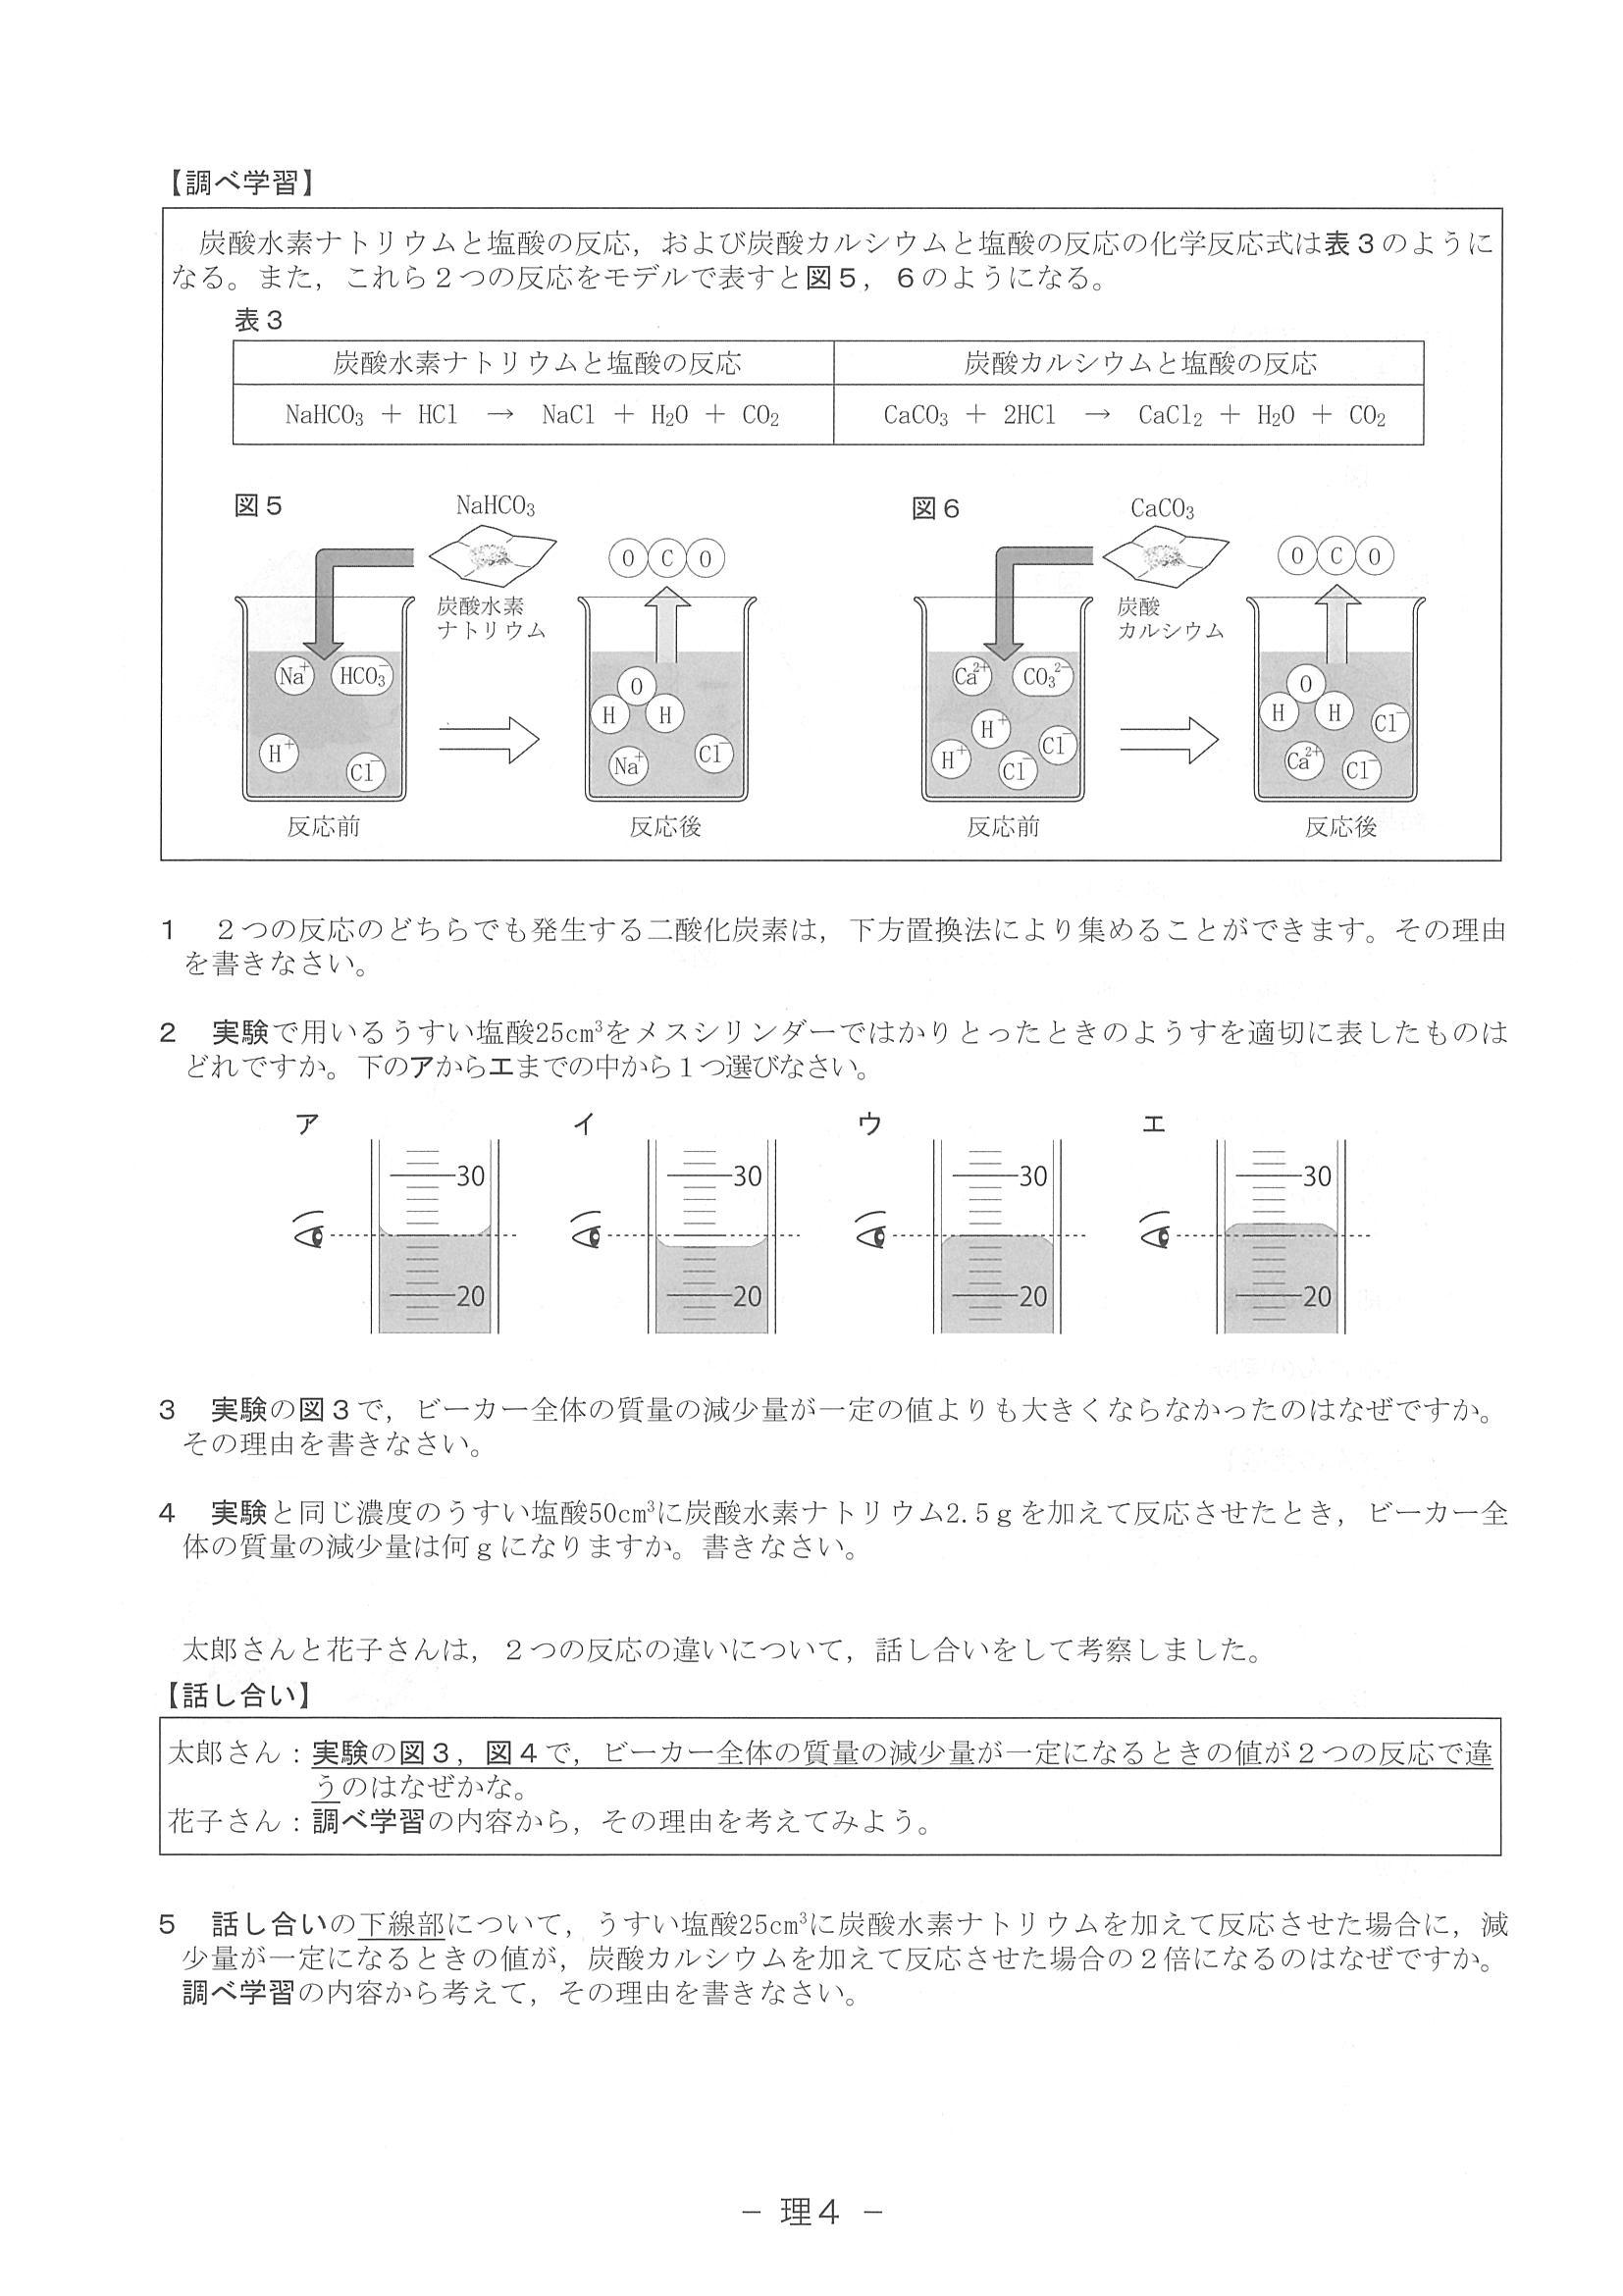 【調べ学習】
炭酸水素ナトリウムと塩酸の反応，および炭酸カルシウムと塩酸の反応の化学反応式は表３のように
なる。また，これら２つの反応をモデルで表すと図５，６のようになる。
表３
炭酸水素ナトリウムと塩酸の反応 炭酸カルシウムと塩酸の反応
NaHCO₃ ＋ HCl → NaCl ＋ H₂O ＋ CO₂ CaCO₃ ＋ 2HCl → CaCl₂ ＋ H₂O ＋ CO₂
図５ NaHCO₃ O C O
炭酸水素
ナトリウム
Na⁺ HCO₃⁻
H⁺ Cl⁻
O H H
Na⁺ Cl⁻
反応前 反応後
図６ CaCO₃ O C O
炭酸
カルシウム
Ca²⁺ CO₃²⁻
H⁺ H⁺ Cl⁻ Cl⁻
O H H Cl⁻
Ca²⁺ Cl⁻
反応前 反応後
１ ２つの反応のどちらでも発生する二酸化炭素は，下方置換法により集めることができます。その理由
を書きなさい。
２ 実験で用いるうすい塩酸25cm³をメスシリンダーではかりとったときのようすを適切に表したものは
どれですか。下のアからエまでの中から１つ選びなさい。
ア イ ウ エ
30 30 30 30
20 20 20 20
３ 実験の図３で，ビーカー全体の質量の減少量が一定の値よりも大きくならなかったのはなぜですか。
その理由を書きなさい。
４ 実験と同じ濃度のうすい塩酸50cm³に炭酸水素ナトリウム2.5ｇを加えて反応させたとき，ビーカー全
体の質量の減少量は何ｇになりますか。書きなさい。
太郎さんと花子さんは，２つの反応の違いについて，話し合いをして考察しました。
【話し合い】
太郎さん：実験の図３，図４で，ビーカー全体の質量の減少量が一定になるときの値が２つの反応で違
うのはなぜかな。
花子さん：調べ学習の内容から，その理由を考えてみよう。
５ 話し合いの下線部について，うすい塩酸25cm³に炭酸水素ナトリウムを加えて反応させた場合に，減
少量が一定になるときの値が，炭酸カルシウムを加えて反応させた場合の２倍になるのはなぜですか。
調べ学習の内容から考えて，その理由を書きなさい。
－ 理４ －